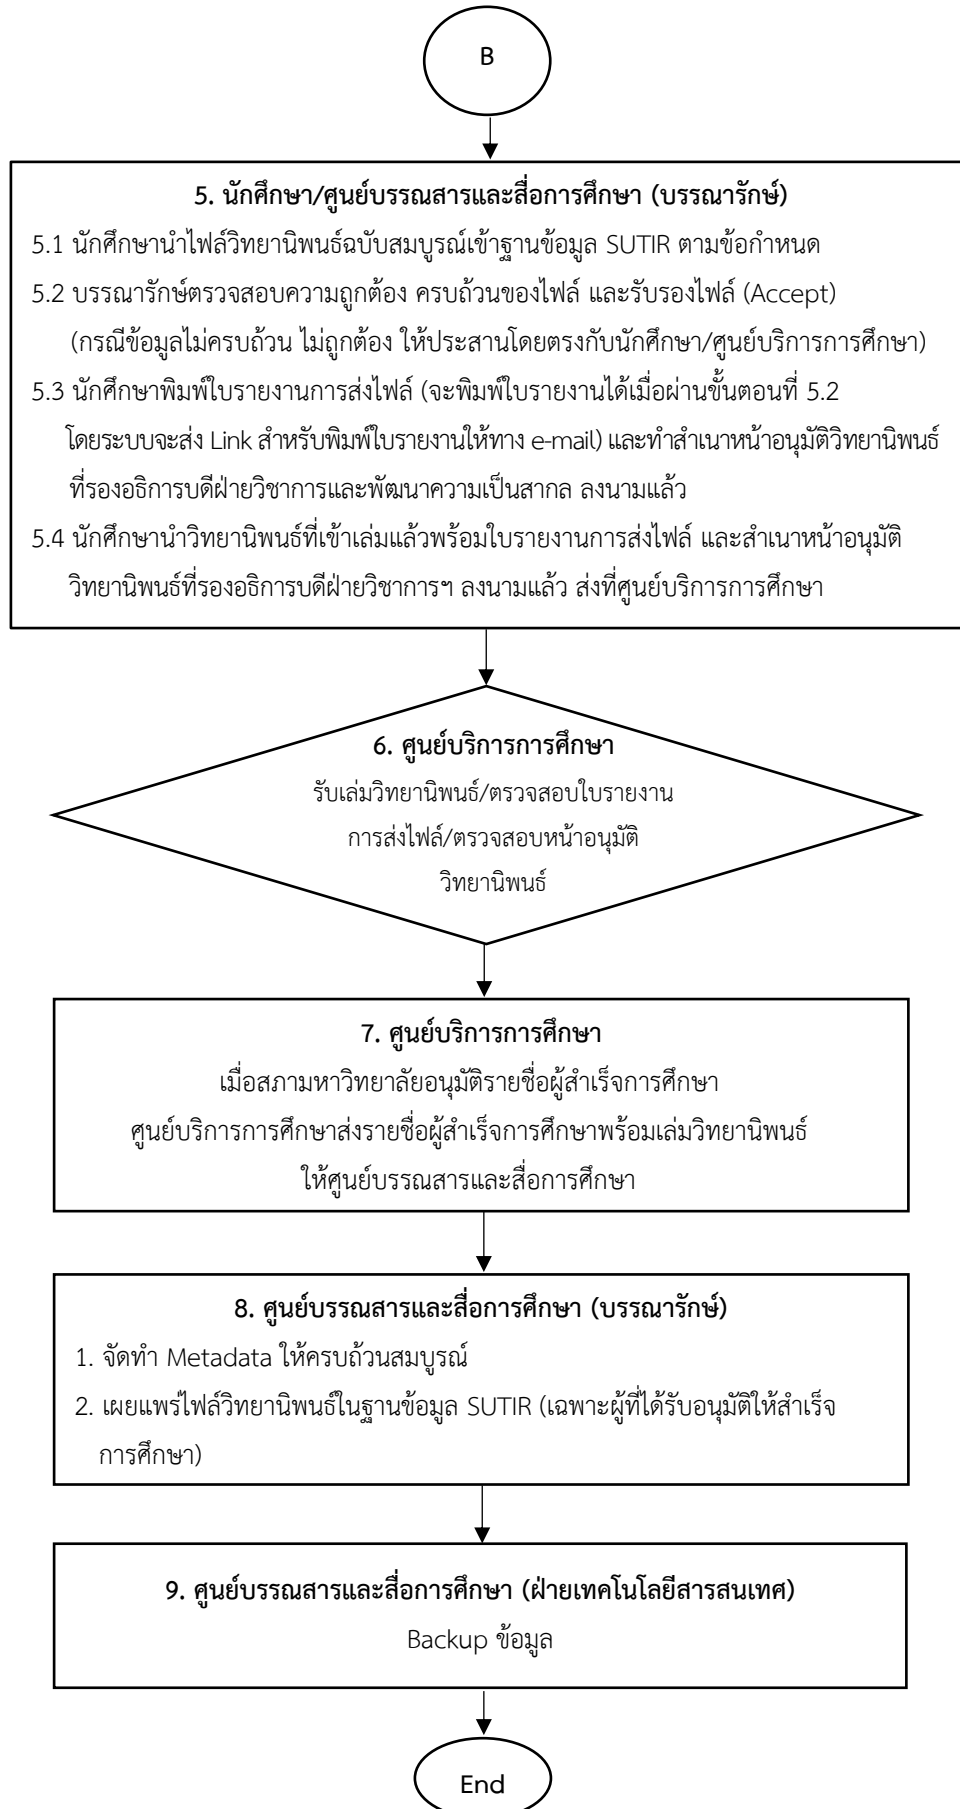 B
5. นักศึกษา/ศูนย์บรรณสารและสื่อการศึกษา (บรรณารักษ์)
5.1 นักศึกษานำไฟล์วิทยานิพนธ์ฉบับสมบูรณ์เข้าฐานข้อมูล SUTIR ตามข้อกำหนด
5.2 บรรณารักษ์ตรวจสอบความถูกต้อง ครบถ้วนของไฟล์ และรับรองไฟล์ (Accept)
(กรณีข้อมูลไม่ครบถ้วน ไม่ถูกต้อง ให้ประสานโดยตรงกับนักศึกษา/ศูนย์บริการการศึกษา)
5.3 นักศึกษาพิมพ์ใบรายงานการส่งไฟล์ (จะพิมพ์ใบรายงานได้เมื่อผ่านขั้นตอนที่ 5.2
โดยระบบจะส่ง Link สำหรับพิมพ์ใบรายงานให้ทาง e-mail) และทำสำเนาหน้าอนุมัติวิทยานิพนธ์
ที่รองอธิการบดีฝ่ายวิชาการและพัฒนาความเป็นสากล ลงนามแล้ว
5.4 นักศึกษานำวิทยานิพนธ์ที่เข้าเล่มแล้วพร้อมใบรายงานการส่งไฟล์ และสำเนาหน้าอนุมัติ
วิทยานิพนธ์ที่รองอธิการบดีฝ่ายวิชาการฯ ลงนามแล้ว ส่งที่ศูนย์บริการการศึกษา
6. ศูนย์บริการการศึกษา
รับเล่มวิทยานิพนธ์/ตรวจสอบใบรายงาน
การส่งไฟล์/ตรวจสอบหน้าอนุมัติ
วิทยานิพนธ์
7. ศูนย์บริการการศึกษา
เมื่อสภามหาวิทยาลัยอนุมัติรายชื่อผู้สำเร็จการศึกษา
ศูนย์บริการการศึกษาส่งรายชื่อผู้สำเร็จการศึกษาพร้อมเล่มวิทยานิพนธ์
ให้ศูนย์บรรณสารและสื่อการศึกษา
8. ศูนย์บรรณสารและสื่อการศึกษา (บรรณารักษ์)
1. จัดทำ Metadata ให้ครบถ้วนสมบูรณ์
2. เผยแพร่ไฟล์วิทยานิพนธ์ในฐานข้อมูล SUTIR (เฉพาะผู้ที่ได้รับอนุมัติให้สำเร็จ
การศึกษา)
9. ศูนย์บรรณสารและสื่อการศึกษา (ฝ่ายเทคโนโลยีสารสนเทศ)
Backup ข้อมูล
End